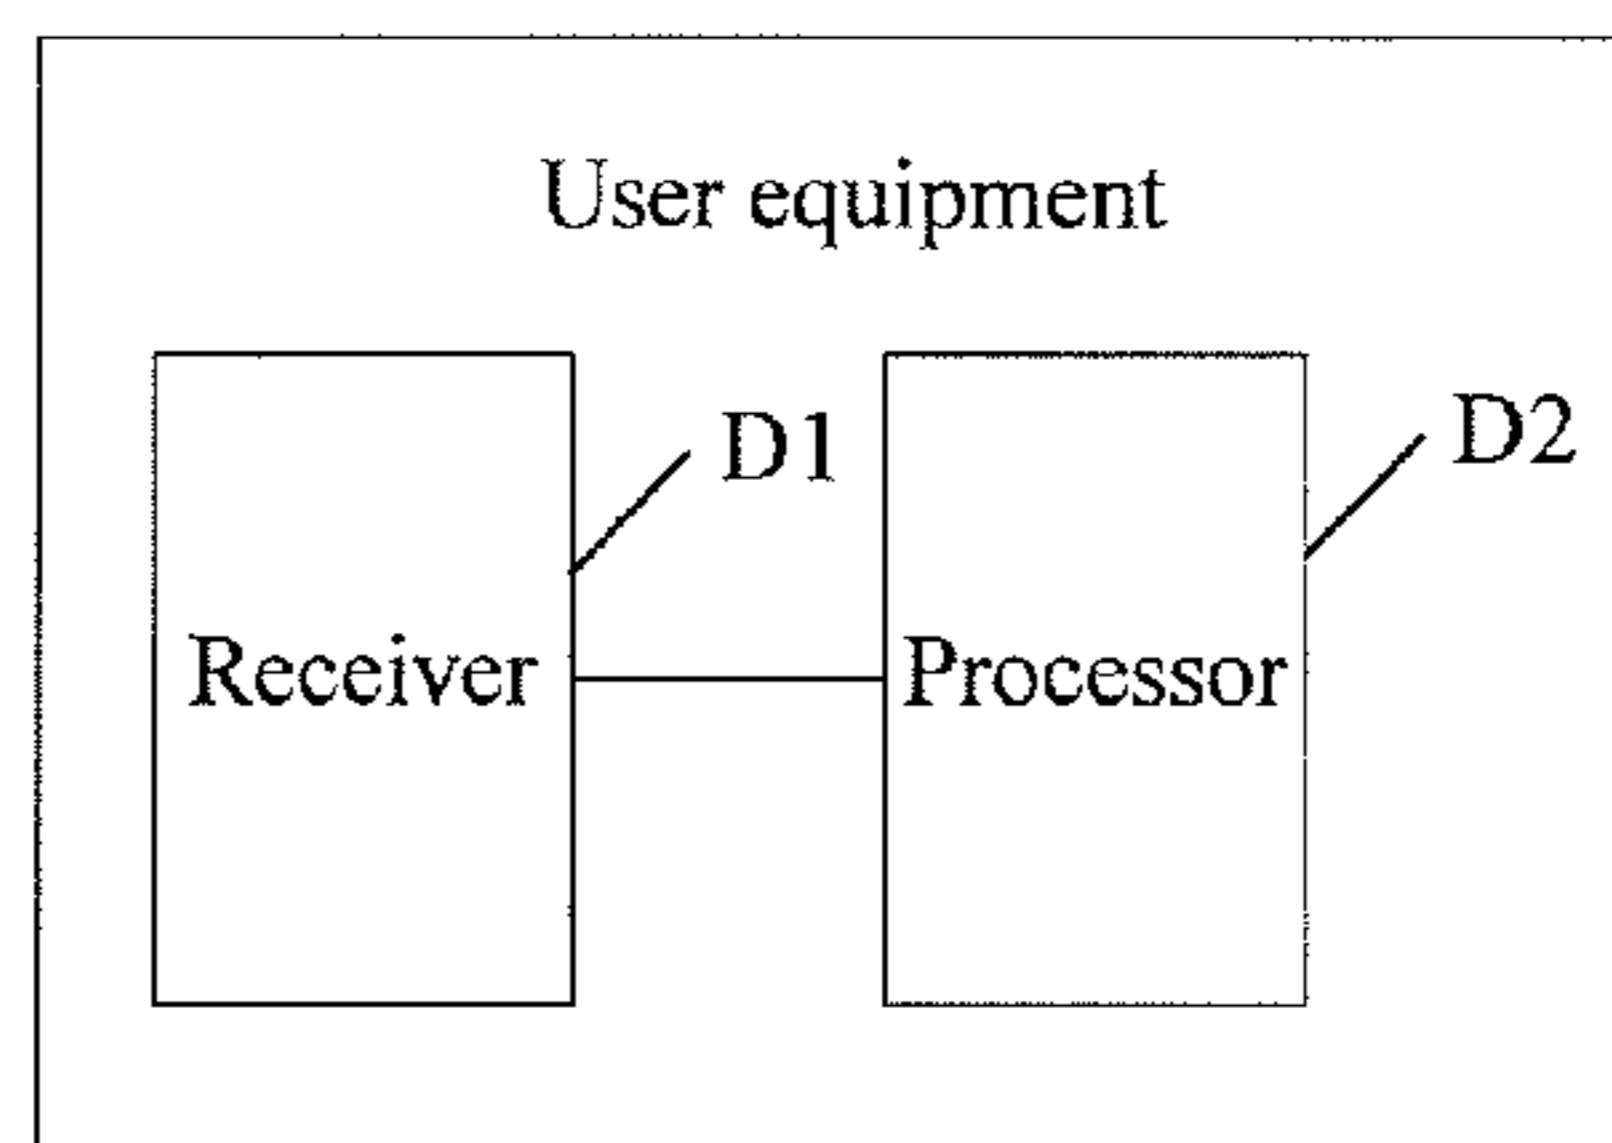 User equipment
D1
D2
Receiver
Processor